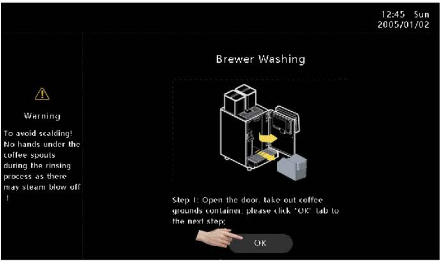 12:45 Sun
2005/01/02
Brewer Washing
Warning
To avoid scalding!
No hands under the
coffee spouts
during the rinsing
process as there
may steam blow off
!
Step 1: Open the door, take out coffee
grounds container, please click "OK" tab to
the next step;
OK